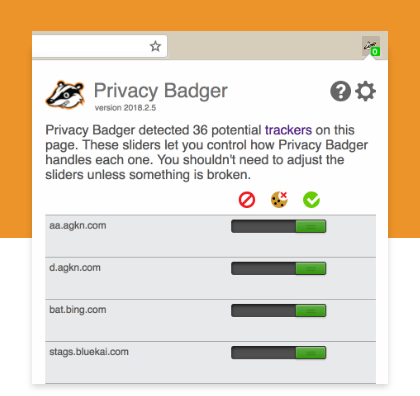 0
Privacy Badger
version 2018.2.5
?
Privacy Badger detected 36 potential trackers on this
page. These sliders let you control how Privacy Badger
handles each one. You shouldn't need to adjust the
sliders unless something is broken.
aa.agkn.com
d.agkn.com
bat.bing.com
stags.bluekai.com